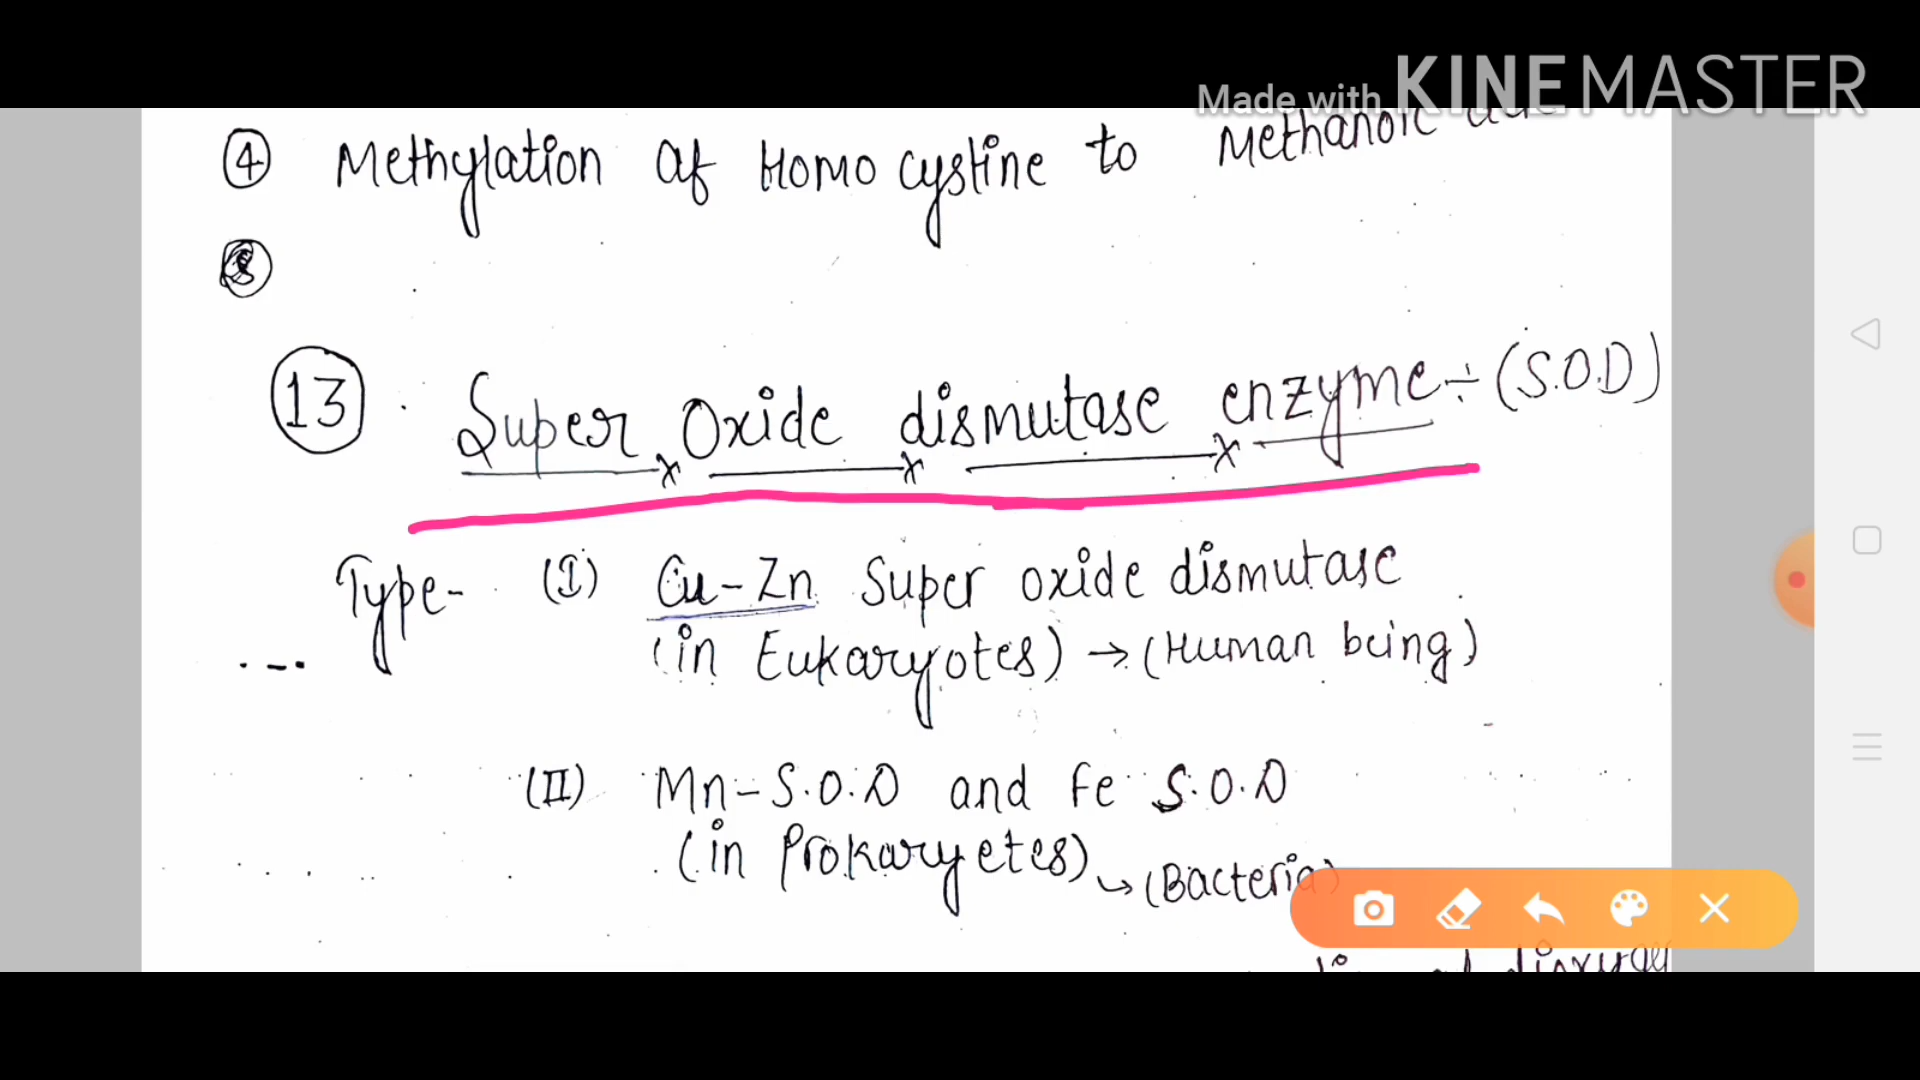 Made with KINEMASTER
④ Methylation of Homo cystine to Methanoic
⑬ Super Oxide dismutase enzyme ÷ (S.O.D)
Type- (I) Cu-Zn Super oxide dismutase
(in Eukaryotes) → (Human being)
(II) Mn-S.O.D and Fe S.O.D
(in Prokaryetes) ↳ (Bacteria)